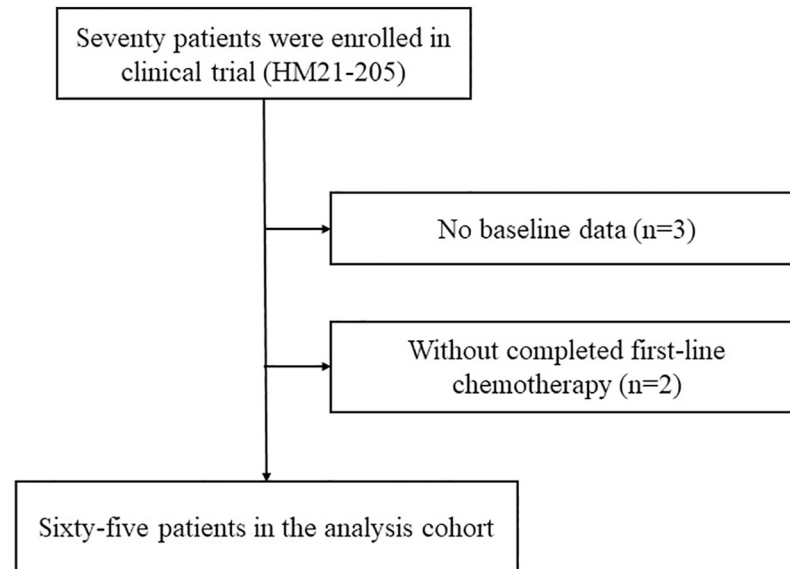 Seventy patients were enrolled in
clinical trial (HM21-205)
No baseline data (n=3)
Without completed first-line
chemotherapy (n=2)
Sixty-five patients in the analysis cohort